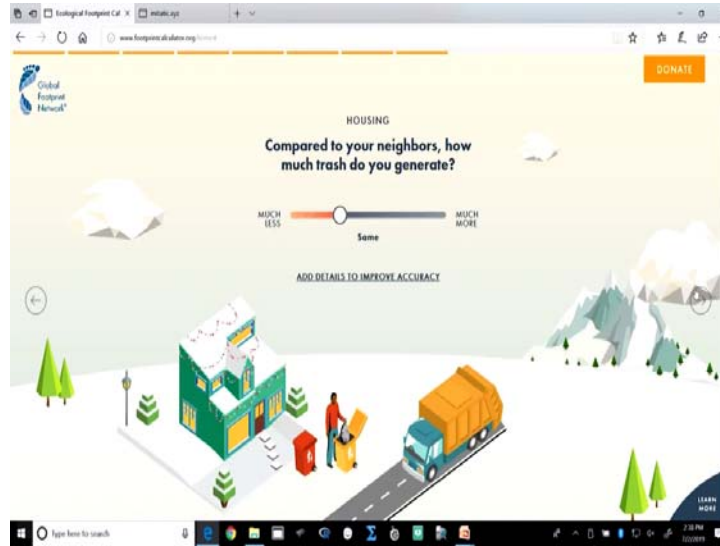 Ecological Footprint Cal
www.footprintcalculator.org
DONATE
Global
Footprint
Network
HOUSING
Compared to your neighbors, how
much trash do you generate?
MUCH
LESS
MUCH
MORE
Same
ADD DETAILS TO IMPROVE ACCURACY
LEARN
MORE
Type here to search